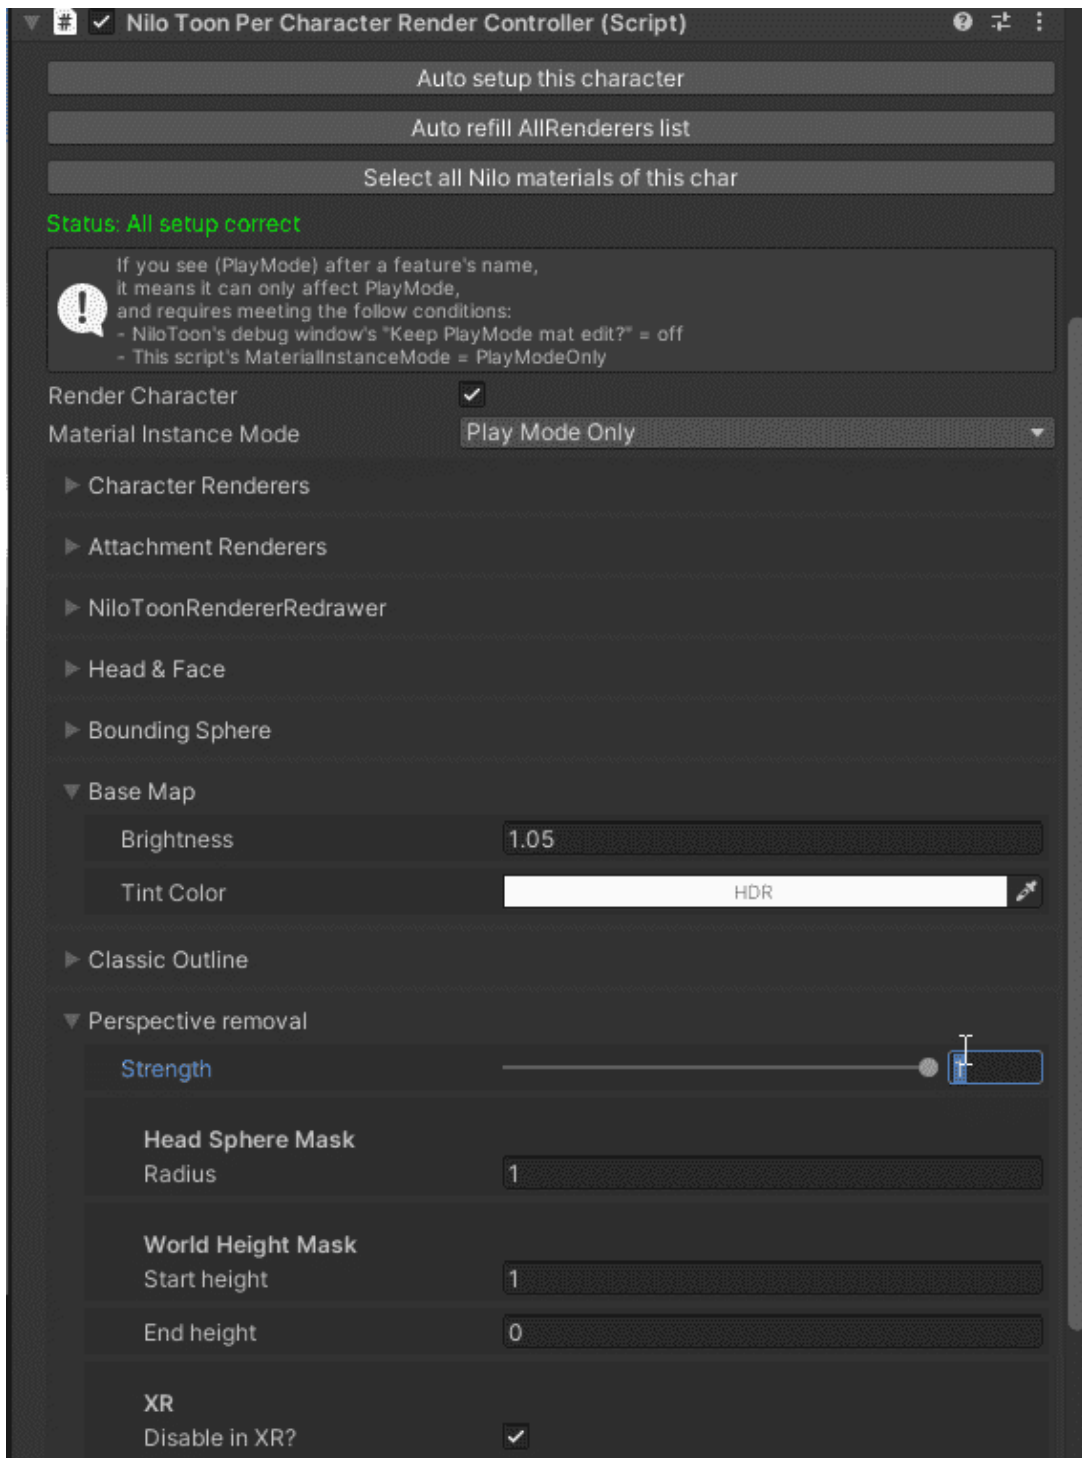 Nilo Toon Per Character Render Controller (Script)
Auto setup this character
Auto refill AllRenderers list
Select all Nilo materials of this char
Status: All setup correct
If you see (PlayMode) after a feature's name,
it means it can only affect PlayMode,
and requires meeting the follow conditions:
- NiloToon's debug window's "Keep PlayMode mat edit?" = off
- This script's MaterialInstanceMode = PlayModeOnly
Render Character
Material Instance Mode Play Mode Only
Character Renderers
Attachment Renderers
NiloToonRendererRedrawer
Head & Face
Bounding Sphere
Base Map
Brightness 1.05
Tint Color HDR
Classic Outline
Perspective removal
Strength 1
Head Sphere Mask
Radius 1
World Height Mask
Start height 1
End height 0
XR
Disable in XR?